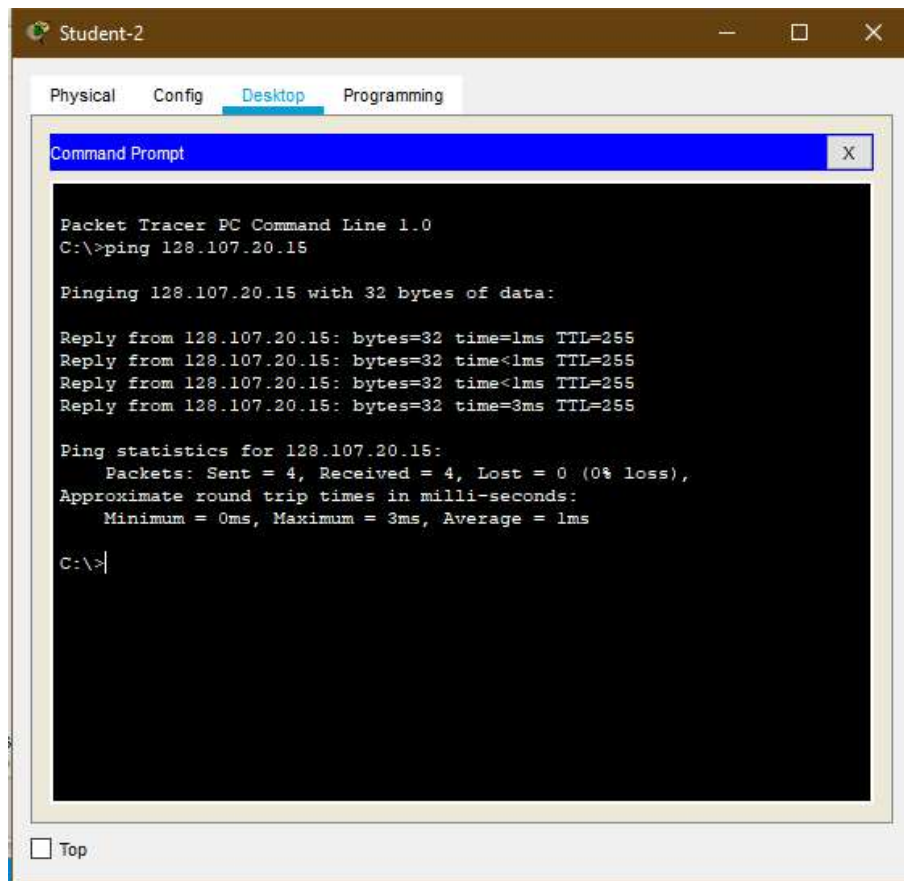 Student-2
Physical Config Desktop Programming
Command Prompt X
Packet Tracer PC Command Line 1.0
C:\>ping 128.107.20.15
Pinging 128.107.20.15 with 32 bytes of data:
Reply from 128.107.20.15: bytes=32 time=1ms TTL=255
Reply from 128.107.20.15: bytes=32 time<1ms TTL=255
Reply from 128.107.20.15: bytes=32 time<1ms TTL=255
Reply from 128.107.20.15: bytes=32 time=3ms TTL=255
Ping statistics for 128.107.20.15:
Packets: Sent = 4, Received = 4, Lost = 0 (0% loss),
Approximate round trip times in milli-seconds:
Minimum = 0ms, Maximum = 3ms, Average = 1ms
C:\>
Top